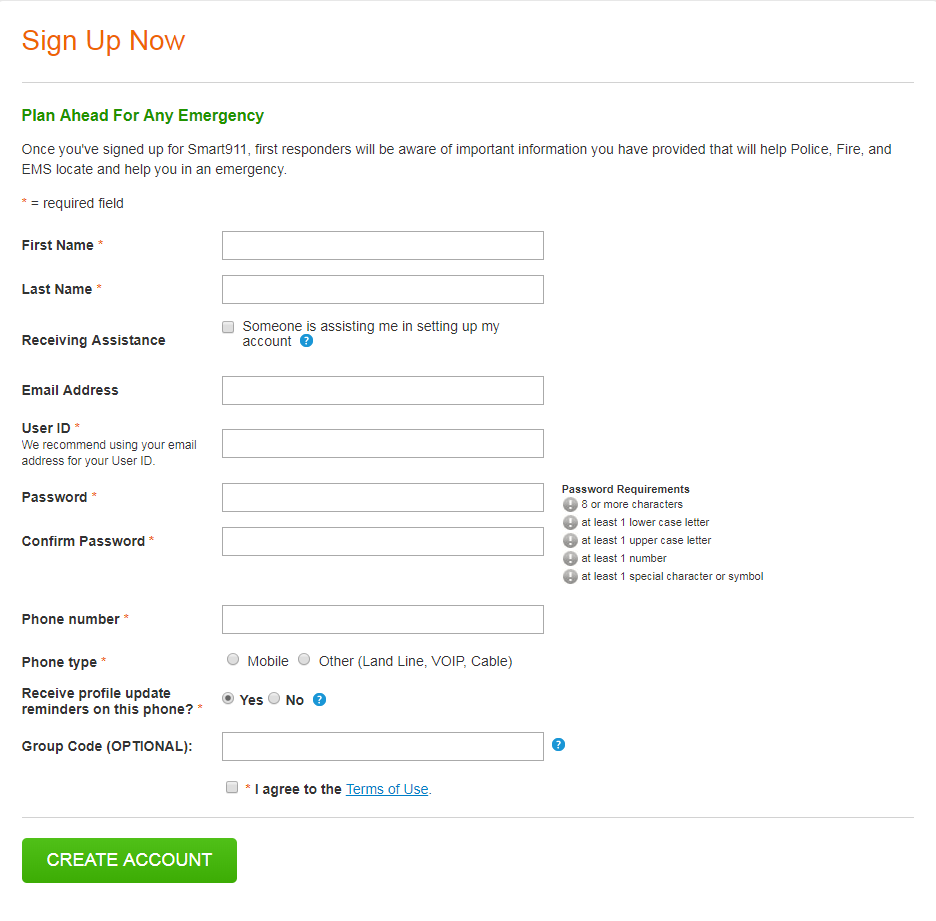 Sign Up Now
Plan Ahead For Any Emergency
Once you've signed up for Smart911, first responders will be aware of important information you have provided that will help Police, Fire, and
EMS locate and help you in an emergency.
* = required field
First Name *
Last Name *
Receiving Assistance
Someone is assisting me in setting up my
account ?
Email Address
User ID *
We recommend using your email
address for your User ID.
Password *
Password Requirements
! 8 or more characters
! at least 1 lower case letter
Confirm Password *
! at least 1 upper case letter
! at least 1 number
! at least 1 special character or symbol
Phone number *
Phone type *
Mobile Other (Land Line, VOIP, Cable)
Receive profile update
reminders on this phone? *
Yes No ?
Group Code (OPTIONAL): ?
* I agree to the Terms of Use.
CREATE ACCOUNT